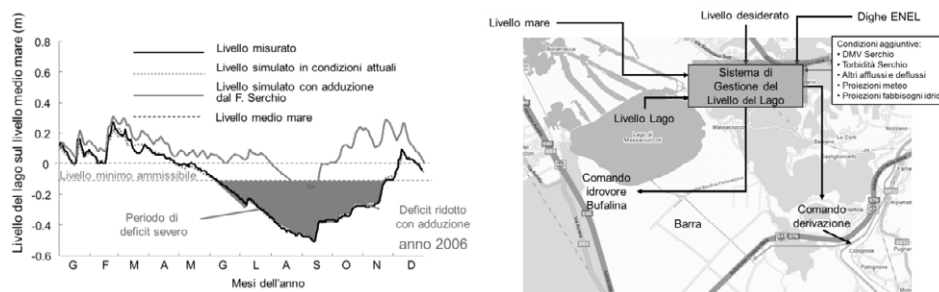 Livello del lago sul livello medio mare (m)
0.8
0.6
0.4
0.2
0
-0.2
-0.4
-0.6
Livello misurato
Livello simulato in condizioni attuali
Livello simulato con adduzione
dal F. Serchio
Livello medio mare
Livello minimo ammissibile
Periodo di
deficit severo
Deficit ridotto
con adduzione
anno 2006
G F M A M G L A S O N D
Mesi dell'anno
Livello mare
Livello desiderato
Dighe ENEL
Condizioni aggiuntive:
• DMV Serchio
• Torbidità Serchio
• Altri afflussi e deflussi
• Proiezioni meteo
• Proiezioni fabbisogni idrici
Sistema di
Gestione del
Livello del Lago
Livello Lago
Lago di
Massaciuccoli
Comando
idrovore
Bufalina
Barra
Comando
derivazione